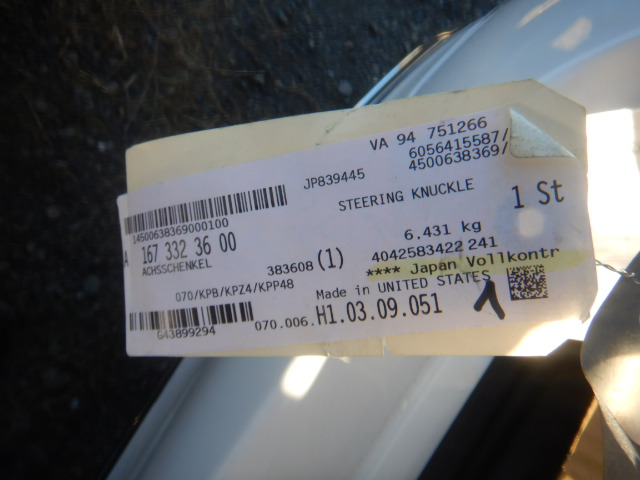 VA 94 751266
6056415587/
4500638369/
JP839445
STEERING KNUCKLE
1 St
14500638369000100
A 167 332 36 00
ACHSSCHENKEL
6.431 kg
383608 (1)
4042583422 241
**** Japan Vollkontr
070/KPB/KPZ4/KPP48
Made in UNITED STATES
G43899294
070.006.H1.03.09.051